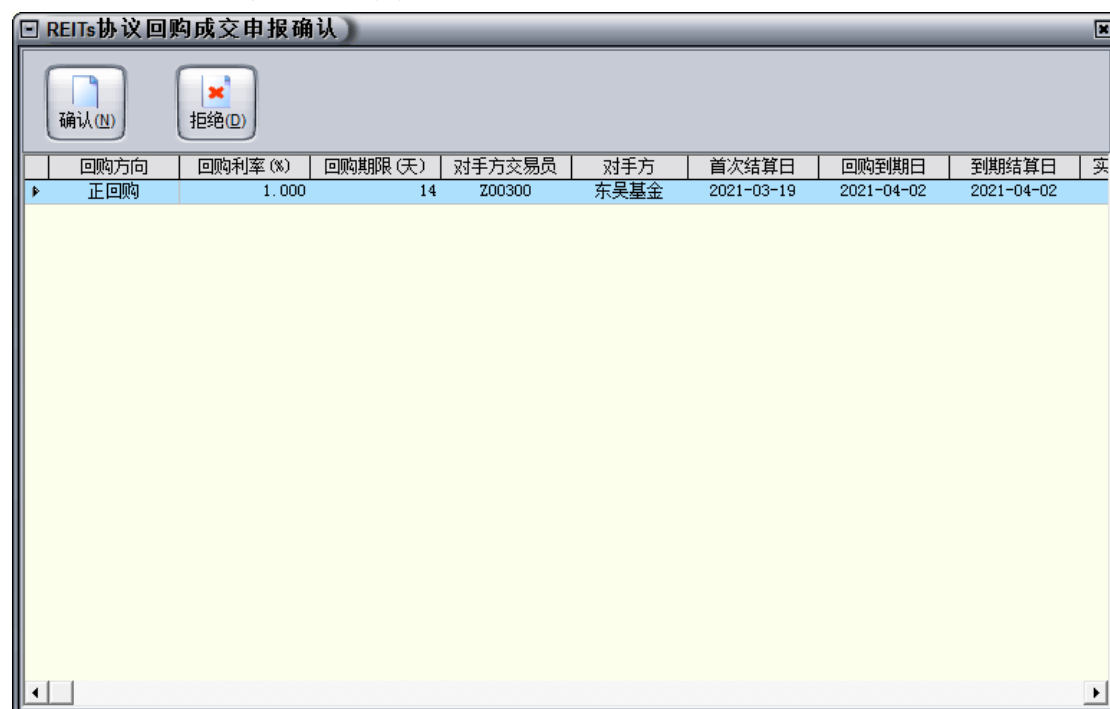 REITs协议回购成交申报确认
确认(N) 拒绝(D)
回购方向 回购利率(%) 回购期限(天) 对手方交易员 对手方 首次结算日 回购到期日 到期结算日 实
正回购 1.000 14 Z00300 东吴基金 2021-03-19 2021-04-02 2021-04-02